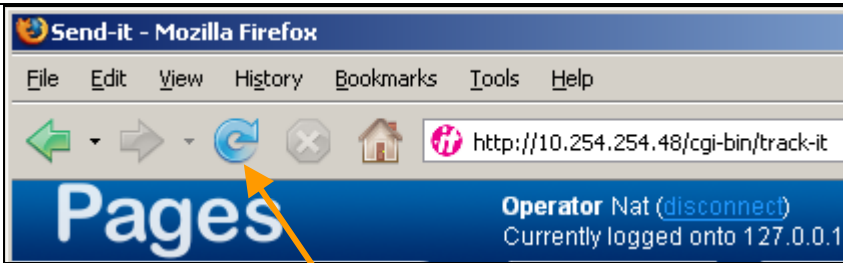 Send-it - Mozilla Firefox
File Edit View History Bookmarks Tools Help
http://10.254.254.48/cgi-bin/track-it
Pages
Operator Nat (disconnect)
Currently logged onto 127.0.0.1